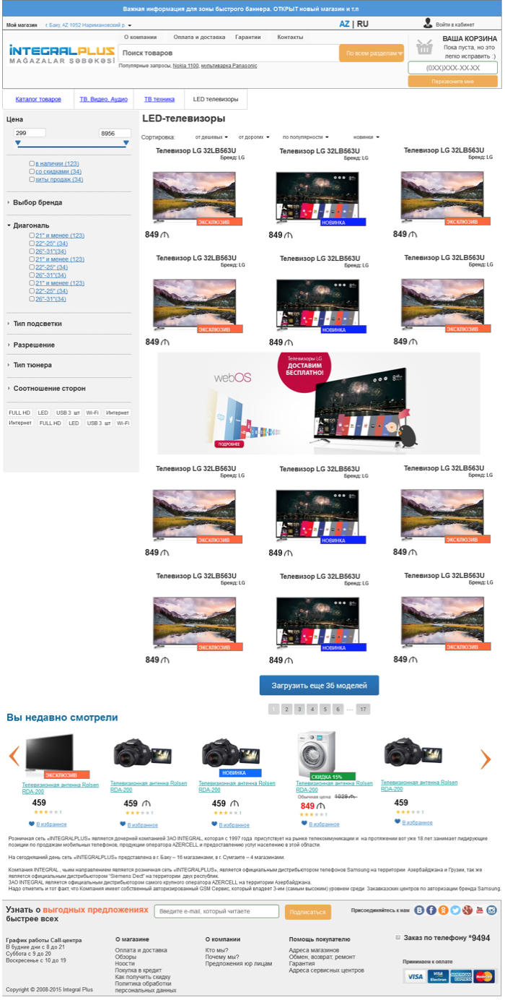 Важная информация для зоны быстрого баннера. ОТКРЫТ новый магазин и т.п
Мой магазин г. Баку, AZ 1052 Наримановский р.
AZ | RU
Войти в кабинет
О компании Оплата и доставка Гарантии Контакты
İNTEGRALPLUS
MAĞAZALAR ŞƏBƏKƏSİ
Поиск товаров По всем разделам
Популярные запросы, Nokia 1100, мультиварка Panasonic
ВАША КОРЗИНА
Пока пуста, но это
легко исправить :)
(0XX)XXX-XX-XX
Перезвоните мне
Каталог товаров ТВ. Видео. Аудио ТВ техника LED телевизоры
Цена
299 8956
в наличии (123)
со скидками (34)
хиты продаж (34)
Выбор бренда
Диагональ
21" и менее (123)
22"-25" (34)
26"-31"(34)
21" и менее (123)
22"-25" (34)
26"-31"(34)
21" и менее (123)
22"-25" (34)
26"-31"(34)
Тип подсветки
Разрешение
Тип тюнера
Соотношение сторон
FULL HD LED USB 3 шт Wi-Fi Интернет
Интернет FULL HD LED USB 3 шт Wi-Fi
LED-телевизоры
Сортировка: от дешевых от дорогих по популярности новинки
Телевизор LG 32LB563U Телевизор LG 32LB563U Телевизор LG 32LB563U
Бренд: LG Бренд: LG Бренд: LG
ЭКСКЛЮЗИВ НОВИНКА ЭКСКЛЮЗИВ
849 ₼ 849 ₼ 849 ₼
Телевизор LG 32LB563U Телевизор LG 32LB563U Телевизор LG 32LB563U
Бренд: LG Бренд: LG Бренд: LG
ЭКСКЛЮЗИВ НОВИНКА ЭКСКЛЮЗИВ
849 ₼ 849 ₼ 849 ₼
webOS
Телевизоры LG
ДОСТАВИМ
БЕСПЛАТНО!
ПОДРОБНЕЕ
Телевизор LG 32LB563U Телевизор LG 32LB563U Телевизор LG 32LB563U
Бренд: LG Бренд: LG Бренд: LG
ЭКСКЛЮЗИВ НОВИНКА ЭКСКЛЮЗИВ
849 ₼ 849 ₼ 849 ₼
Телевизор LG 32LB563U Телевизор LG 32LB563U Телевизор LG 32LB563U
Бренд: LG Бренд: LG Бренд: LG
ЭКСКЛЮЗИВ НОВИНКА ЭКСКЛЮЗИВ
849 ₼ 849 ₼ 849 ₼
Загрузить еще 36 моделей
1 2 3 4 5 6 ... 17
Вы недавно смотрели
ЭКСКЛЮЗИВ НОВИНКА СКИДКА 15%
Телевизионная антенна Rolsen Телевизионная антенна Rolsen Телевизионная антенна Rolsen Телевизионная антенна Rolsen Телевизионная антенна Rolsen
RDA-200 RDA-200 RDA-200 RDA-200 RDA-200
Обычная цена 1029 ₼
459 459 ₼ 459 ₼ 849 ₼ 459
1 1 1 1 1
В избранное В избранное В избранное В избранное В избранное
Розничная сеть «INTEGRALPLUS» является дочерней компанией ЗАО INTEGRAL, которая с 1997 года присутствует на рынке телекоммуникации и на протяжении вот уже 18 лет занимает лидирующие
позиции по продажам мобильных телефонов, продукции оператора AZERCELL и предоставлению услуг населению в этой области.
На сегодняшний день сеть «INTEGRALPLUS» представлена в г. Баку – 16 магазинами, в г. Сумгаите – 4 магазинами.
Компания INTEGRAL , чьим направлением является розничная сеть «INTEGRALPLUS», является официальным дистрибьютором телефонов Samsung на территории Азербайджана и Грузии, так же
является официальным дистрибьютором "Siemens Dect" на территории двух республик.
ЗАО INTEGRAL является официальным дистрибьютором самого крупного оператора AZERCELL на территории Азербайджана.
Надо отметить и тот факт, что Компания имеет собственный авторизированный GSM Сервис, который владеет 3-им (самым высоким) уровнем среди Закавказских центров по авторизации бренда Samsung.
Узнать о выгодных предложениях
быстрее всех
Введите e-mail, который читаете
Подписаться
Присоединяйтесь к нам
График работы Call-центра
В будние дни с 8 до 21
Суббота с 9 до 20
Воскресенье с 10 до 19
О магазине
Оплата и доставка
Обзоры
Ноости
Покупка в кредит
Как получить скидку
Политика обработки
персональных данных
О компании
Кто мы?
Почему мы?
Предложения юр лицам
Помощь покупателю
Адреса магазинов
Обмен, возврат, ремонт
Гарантия
Адреса сервисных центров
Заказ по телефону *9494
Принимаем к оплате
VISA VISA Electron AMERICAN EXPRESS MasterCard
Copyright © 2008-2015 Integral Plus